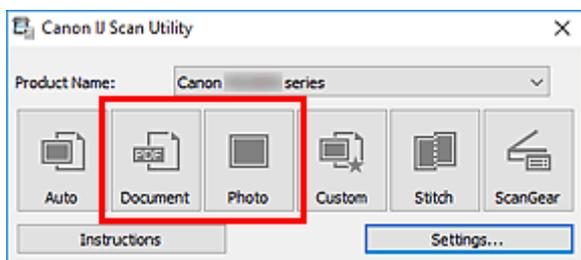 Canon IJ Scan Utility
Product Name: Canon series
PDF
Auto Document Photo Custom Stitch ScanGear
Instructions Settings...